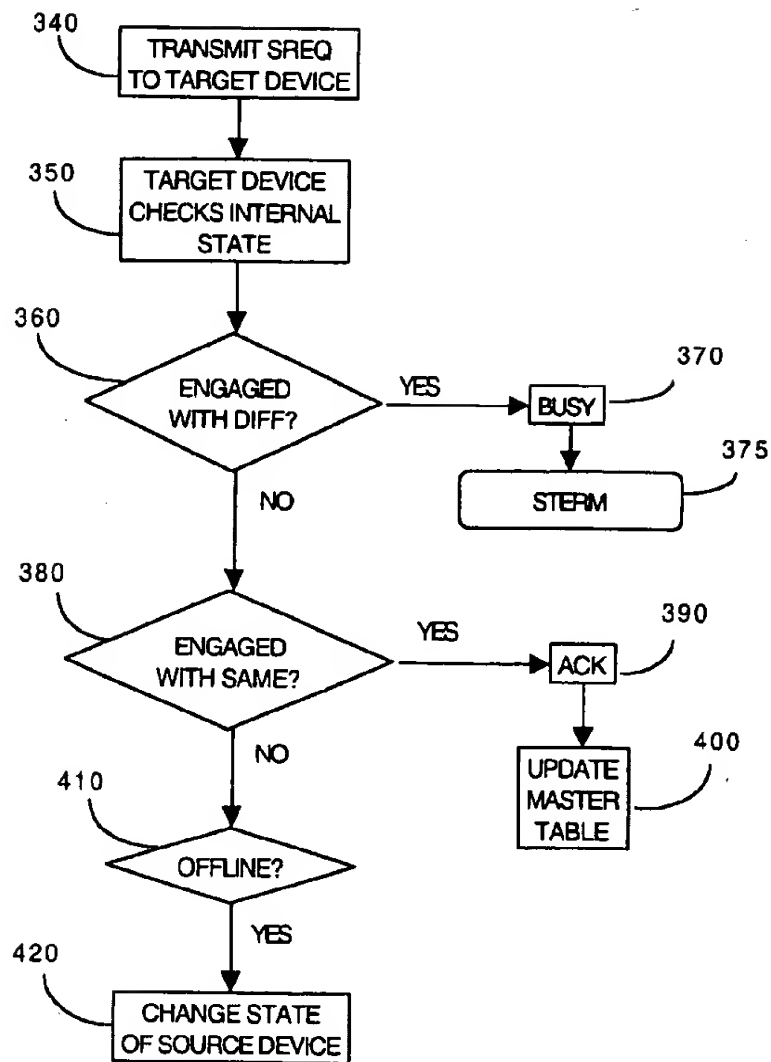 340
TRANSMIT SREQ
TO TARGET DEVICE
350
TARGET DEVICE
CHECKS INTERNAL
STATE
360
ENGAGED
WITH DIFF?
YES
BUSY
370
STERM
375
NO
380
ENGAGED
WITH SAME?
YES
ACK
390
NO
UPDATE
MASTER
TABLE
400
410
OFFLINE?
YES
420
CHANGE STATE
OF SOURCE DEVICE